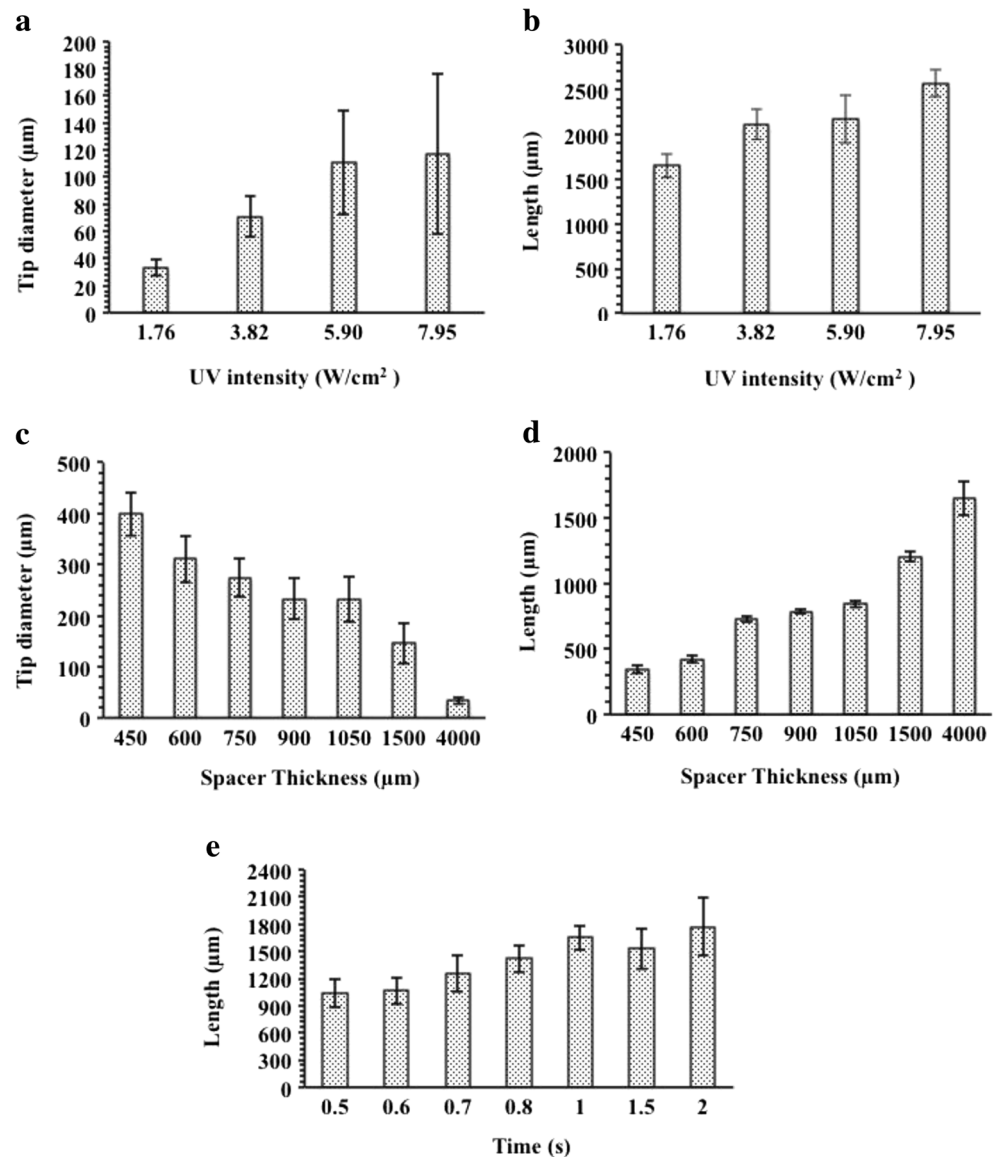 a
200
180
160
140
120
100
80
60
40
20
0
Tip diameter (µm)
1.76 3.82 5.90 7.95
UV intensity (W/cm² )
b
3000
2500
2000
1500
1000
500
0
Length (µm)
1.76 3.82 5.90 7.95
UV intensity (W/cm² )
c
500
400
300
200
100
0
Tip diameter (µm)
450 600 750 900 1050 1500 4000
Spacer Thickness (µm)
d
2000
1500
1000
500
0
Length (µm)
450 600 750 900 1050 1500 4000
Spacer Thickness (µm)
e
2400
2100
1800
1500
1200
900
600
300
0
Length (µm)
0.5 0.6 0.7 0.8 1 1.5 2
Time (s)